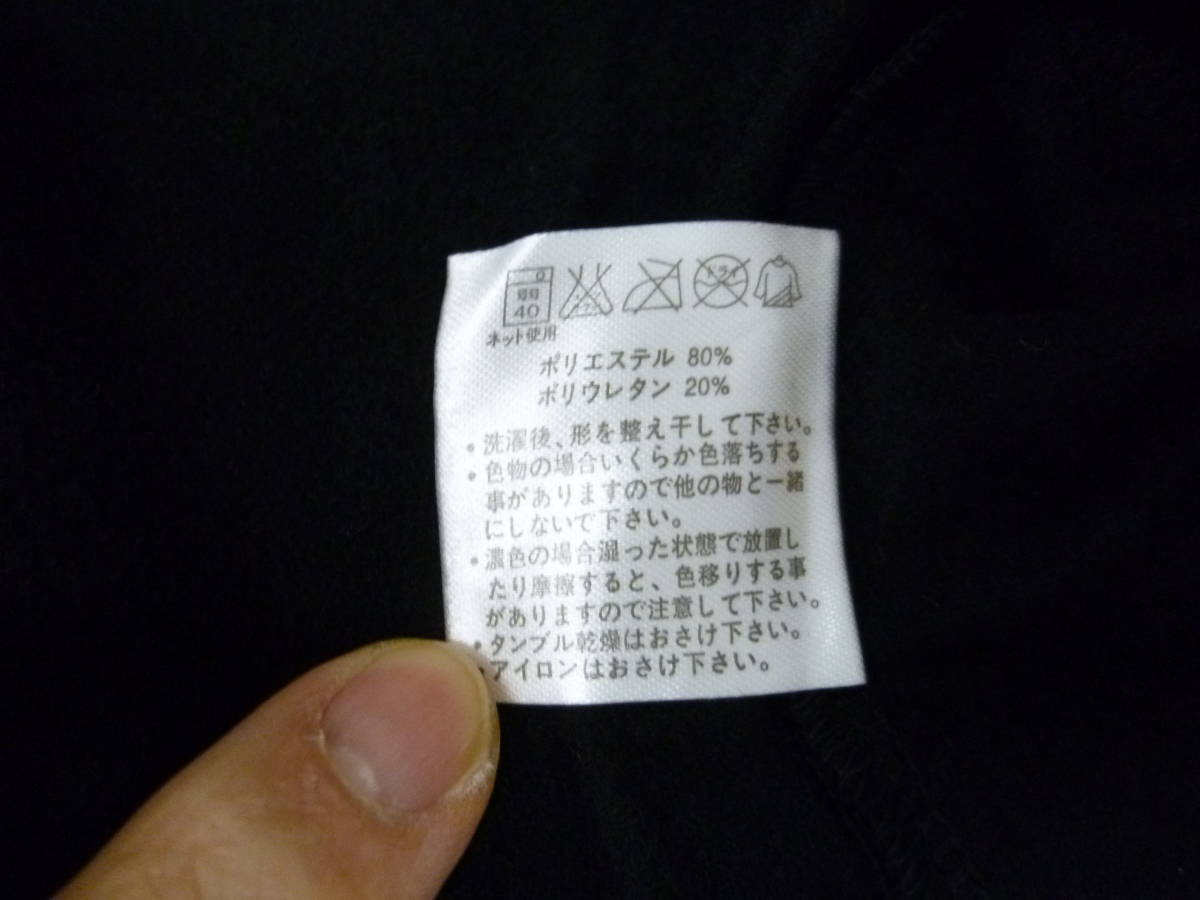 弱
40
ドライ
ネット使用
ポリエステル 80%
ポリウレタン 20%
・洗濯後、形を整え干して下さい。
・色物の場合いくらか色落ちする
事がありますので他の物と一緒
にしないで下さい。
・濃色の場合湿った状態で放置し
たり摩擦すると、色移りする事
がありますので注意して下さい。
・タンブル乾燥はおさけ下さい。
・アイロンはおさけ下さい。